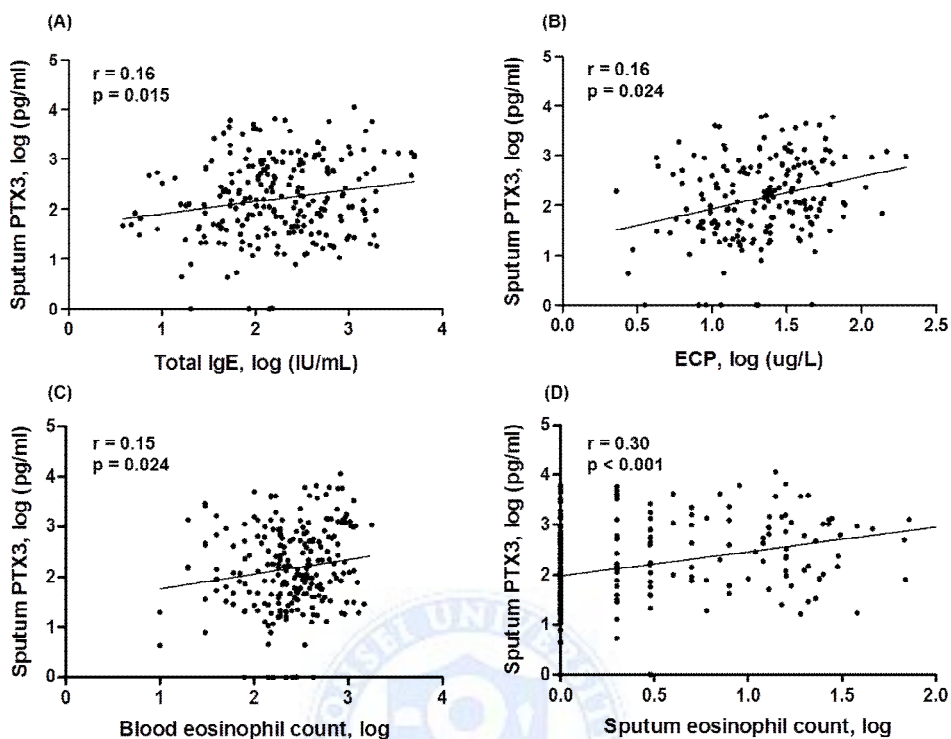 (A)
r = 0.16
p = 0.015
Sputum PTX3, log (pg/ml)
5
4
3
2
1
0
0 1 2 3 4
Total IgE, log (IU/mL)
(B)
r = 0.16
p = 0.024
Sputum PTX3, log (pg/ml)
5
4
3
2
1
0
0.0 0.5 1.0 1.5 2.0 2.5
ECP, log (ug/L)
(C)
r = 0.15
p = 0.024
Sputum PTX3, log (pg/ml)
5
4
3
2
1
0
0 1 2 3 4
Blood eosinophil count, log
(D)
r = 0.30
p < 0.001
Sputum PTX3, log (pg/ml)
5
4
3
2
1
0
0.0 0.5 1.0 1.5 2.0
Sputum eosinophil count, log